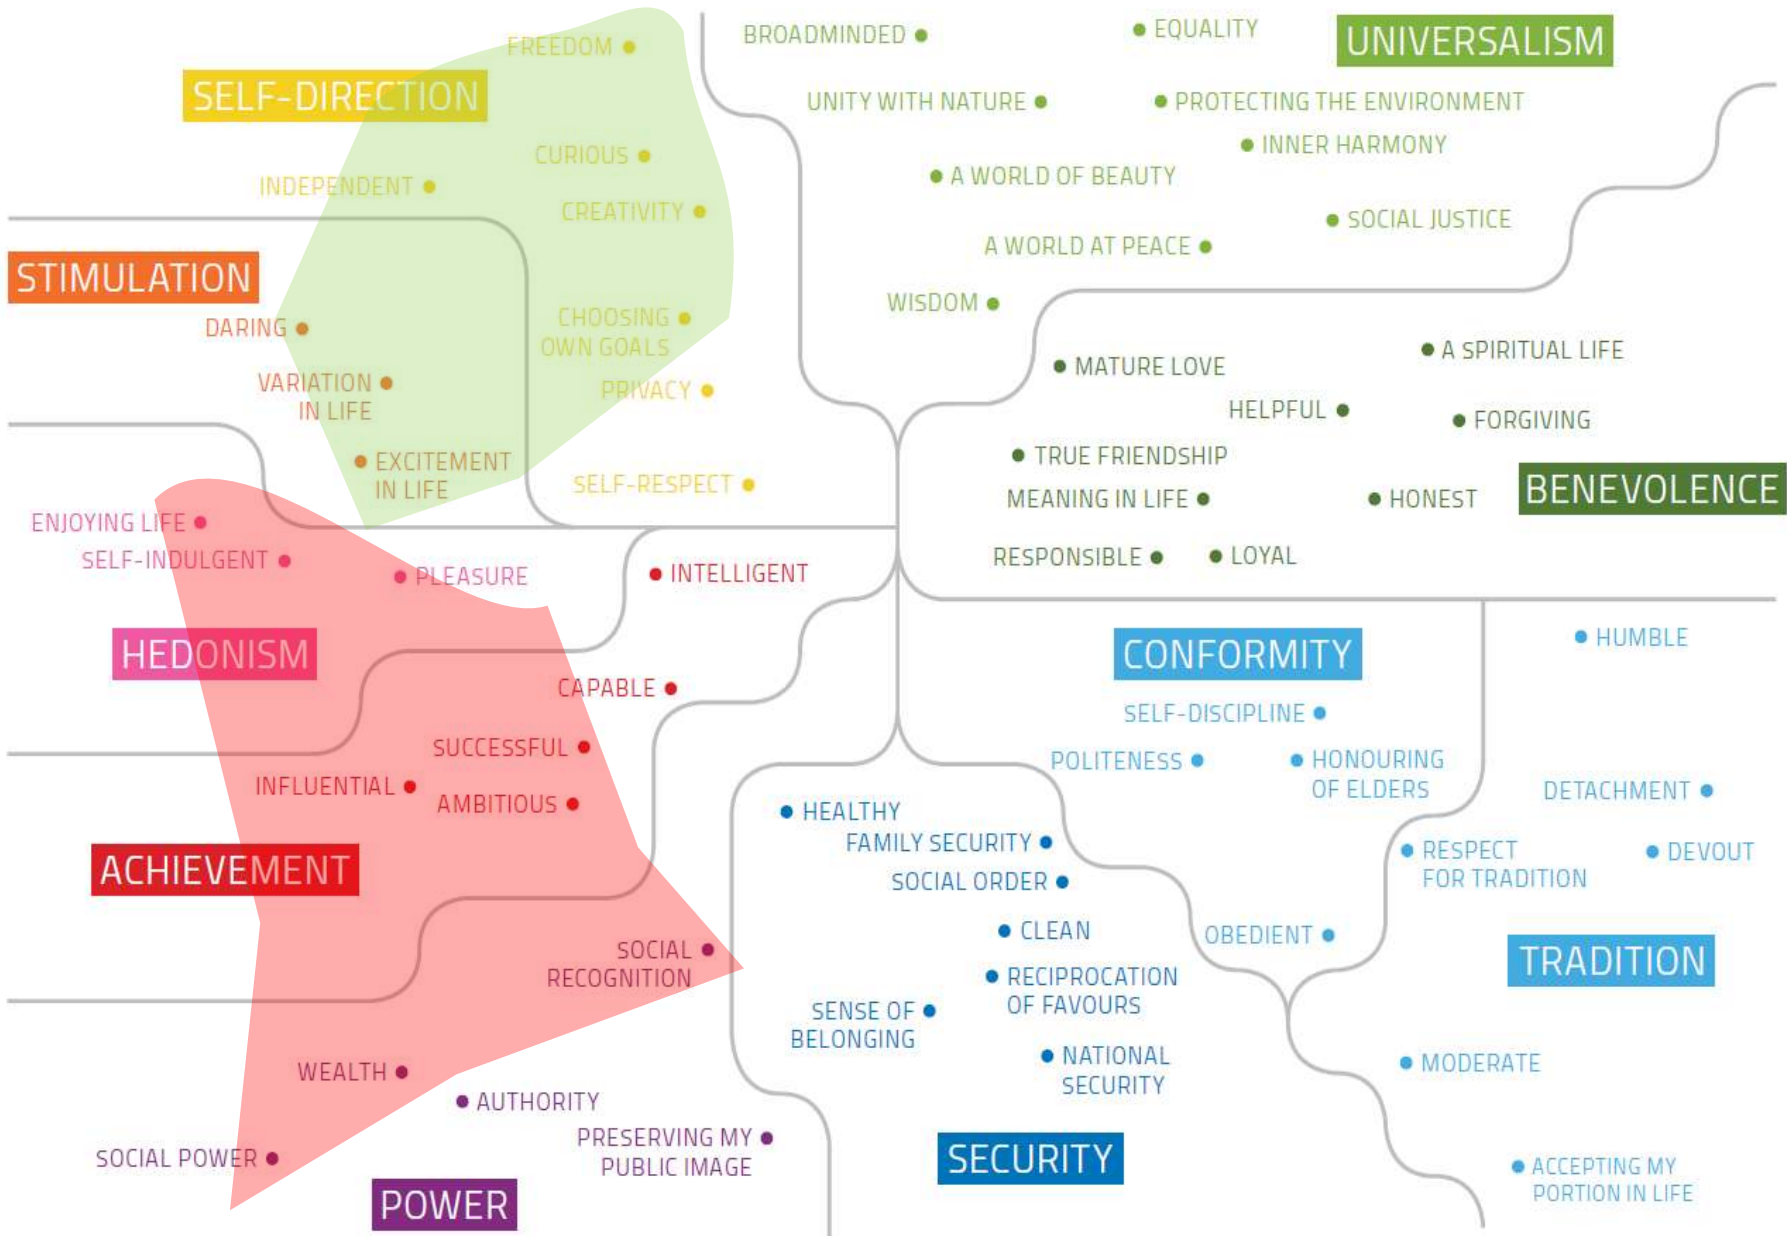 FREEDOM
SELF-DIRECTION
CURIOUS
INDEPENDENT
CREATIVITY
STIMULATION
DARING
CHOOSING
OWN GOALS
VARIATION
IN LIFE
PRIVACY
EXCITEMENT
IN LIFE
SELF-RESPECT
BROADMINDED
EQUALITY
UNIVERSALISM
UNITY WITH NATURE
PROTECTING THE ENVIRONMENT
INNER HARMONY
A WORLD OF BEAUTY
SOCIAL JUSTICE
A WORLD AT PEACE
WISDOM
MATURE LOVE
A SPIRITUAL LIFE
HELPFUL
FORGIVING
TRUE FRIENDSHIP
MEANING IN LIFE
HONEST
BENEVOLENCE
RESPONSIBLE
LOYAL
ENJOYING LIFE
SELF-INDULGENT
PLEASURE
HEDONISM
INTELLIGENT
CAPABLE
SUCCESSFUL
INFLUENTIAL
AMBITIOUS
ACHIEVEMENT
SOCIAL
RECOGNITION
WEALTH
AUTHORITY
PRESERVING MY
PUBLIC IMAGE
SOCIAL POWER
POWER
HEALTHY
FAMILY SECURITY
SOCIAL ORDER
CLEAN
RECIPROCATION
OF FAVOURS
SENSE OF
BELONGING
NATIONAL
SECURITY
SECURITY
CONFORMITY
SELF-DISCIPLINE
POLITENESS
HONOURING
OF ELDERS
OBEDIENT
HUMBLE
DETACHMENT
RESPECT
FOR TRADITION
DEVOUT
TRADITION
MODERATE
ACCEPTING MY
PORTION IN LIFE